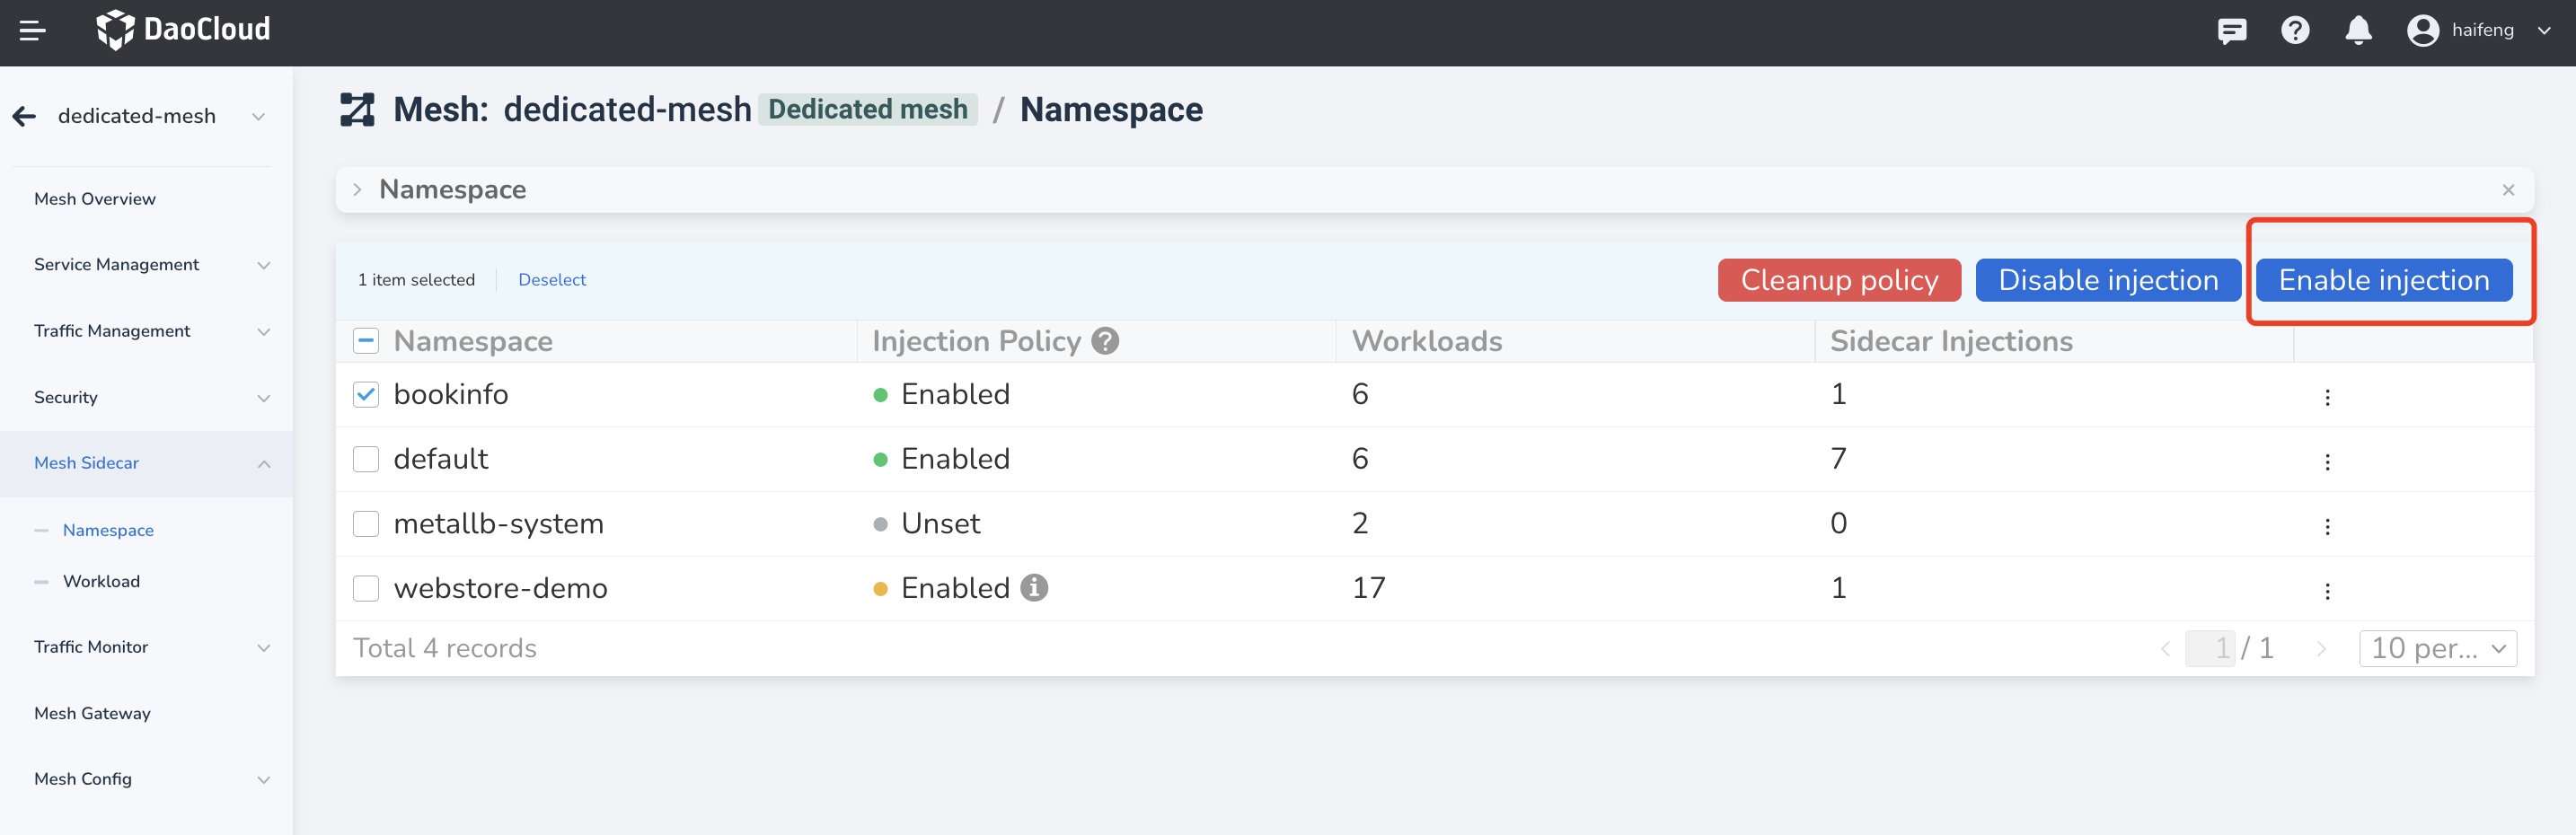 DaoCloud
haifeng
dedicated-mesh
Mesh: dedicated-mesh Dedicated mesh / Namespace
Mesh Overview
Service Management
Traffic Management
Security
Mesh Sidecar
Namespace
Workload
Traffic Monitor
Mesh Gateway
Mesh Config
Namespace
1 item selected Deselect Cleanup policy Disable injection Enable injection
Namespace Injection Policy Workloads Sidecar Injections
bookinfo Enabled 6 1
default Enabled 6 7
metallb-system Unset 2 0
webstore-demo Enabled 17 1
Total 4 records 1 / 1 10 per...